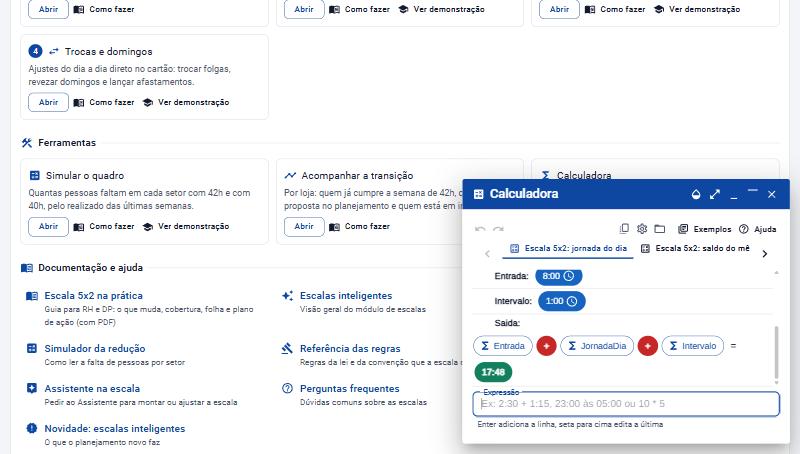 Abrir Como fazer Ver demonstração
Abrir Como fazer Ver demonstração
Abrir Como fazer Ver demonstração
4 Trocas e domingos
Ajustes do dia a dia direto no cartão: trocar folgas,
revezar domingos e lançar afastamentos.
Abrir Como fazer Ver demonstração
Ferramentas
Simular o quadro
Quantas pessoas faltam em cada setor com 42h e com
40h, pelo realizado das últimas semanas.
Abrir Como fazer Ver demonstração
Acompanhar a transição
Por loja: quem já cumpre a semana de 42h,
proposta no planejamento e quem está em
Abrir Como fazer
Calculadora
Documentação e ajuda
Escala 5x2 na prática
Guia para RH e DP: o que muda, cobertura, folha e plano
de ação (com PDF)
Escalas inteligentes
Visão geral do módulo de escalas
Simulador da redução
Como ler a falta de pessoas por setor
Referência das regras
Regras da lei e da convenção que a escala
Assistente na escala
Pedir ao Assistente para montar ou ajustar a escala
Perguntas frequentes
Dúvidas comuns sobre as escalas
Novidade: escalas inteligentes
O que o planejamento novo faz
Calculadora
Exemplos Ajuda
Escala 5x2: jornada do dia Escala 5x2: saldo do mê
Entrada: 8:00
Intervalo: 1:00
Saída:
Σ Entrada + Σ JornadaDia + Σ Intervalo =
17:48
Expressão
Ex: 2:30 + 1:15, 23:00 às 05:00 ou 10 * 5
Enter adiciona a linha, seta para cima edita a última